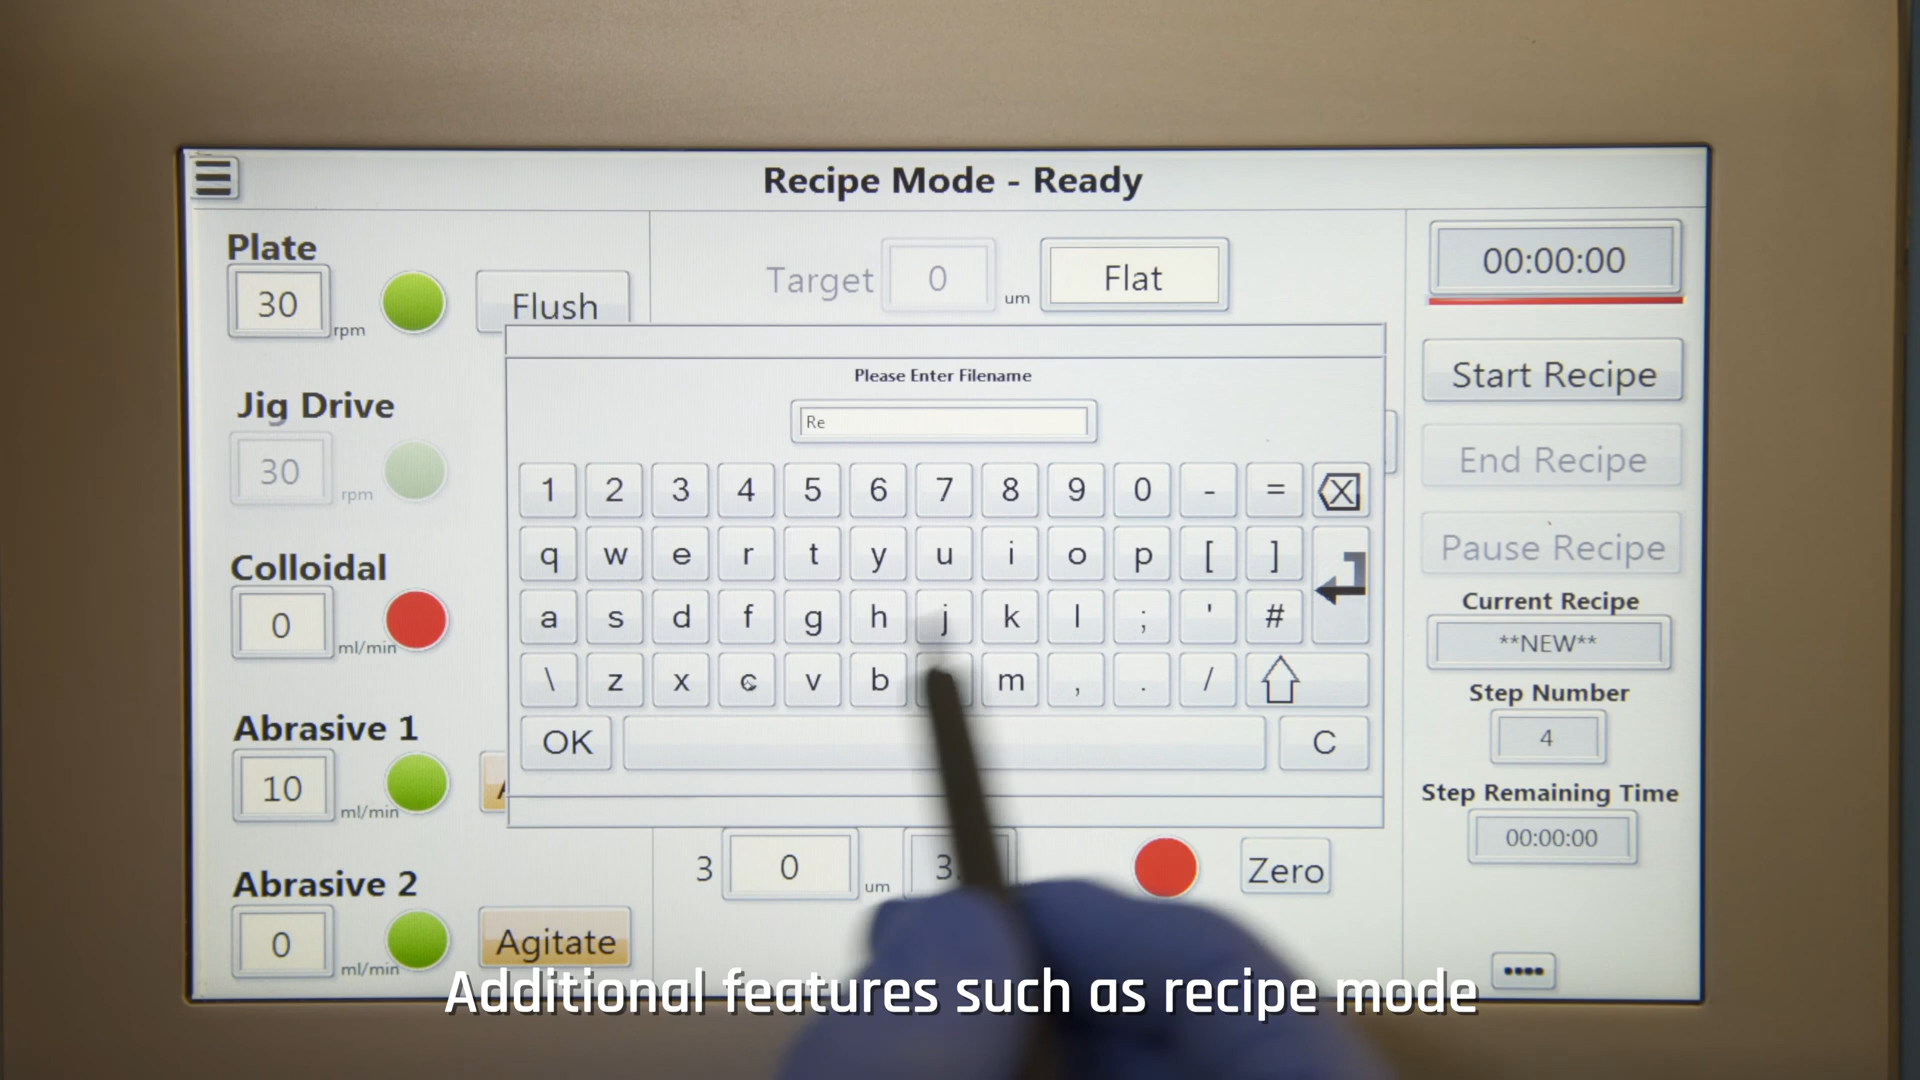 Recipe Mode - Ready
Plate
30 rpm
Flush
Jig Drive
30 rpm
Colloidal
0 ml/min
Abrasive 1
10 ml/min
Abrasive 2
0 ml/min
Agitate
Target 0 um Flat
Please Enter Filename
Re
1 2 3 4 5 6 7 8 9 0 - =
q w e r t y u i o p [ ]
a s d f g h j k l ; ' #
\ z x c v b m , . /
OK C
3 0 um Zero
00:00:00
Start Recipe
End Recipe
Pause Recipe
Current Recipe
**NEW**
Step Number
4
Step Remaining Time
00:00:00
Additional features such as recipe mode